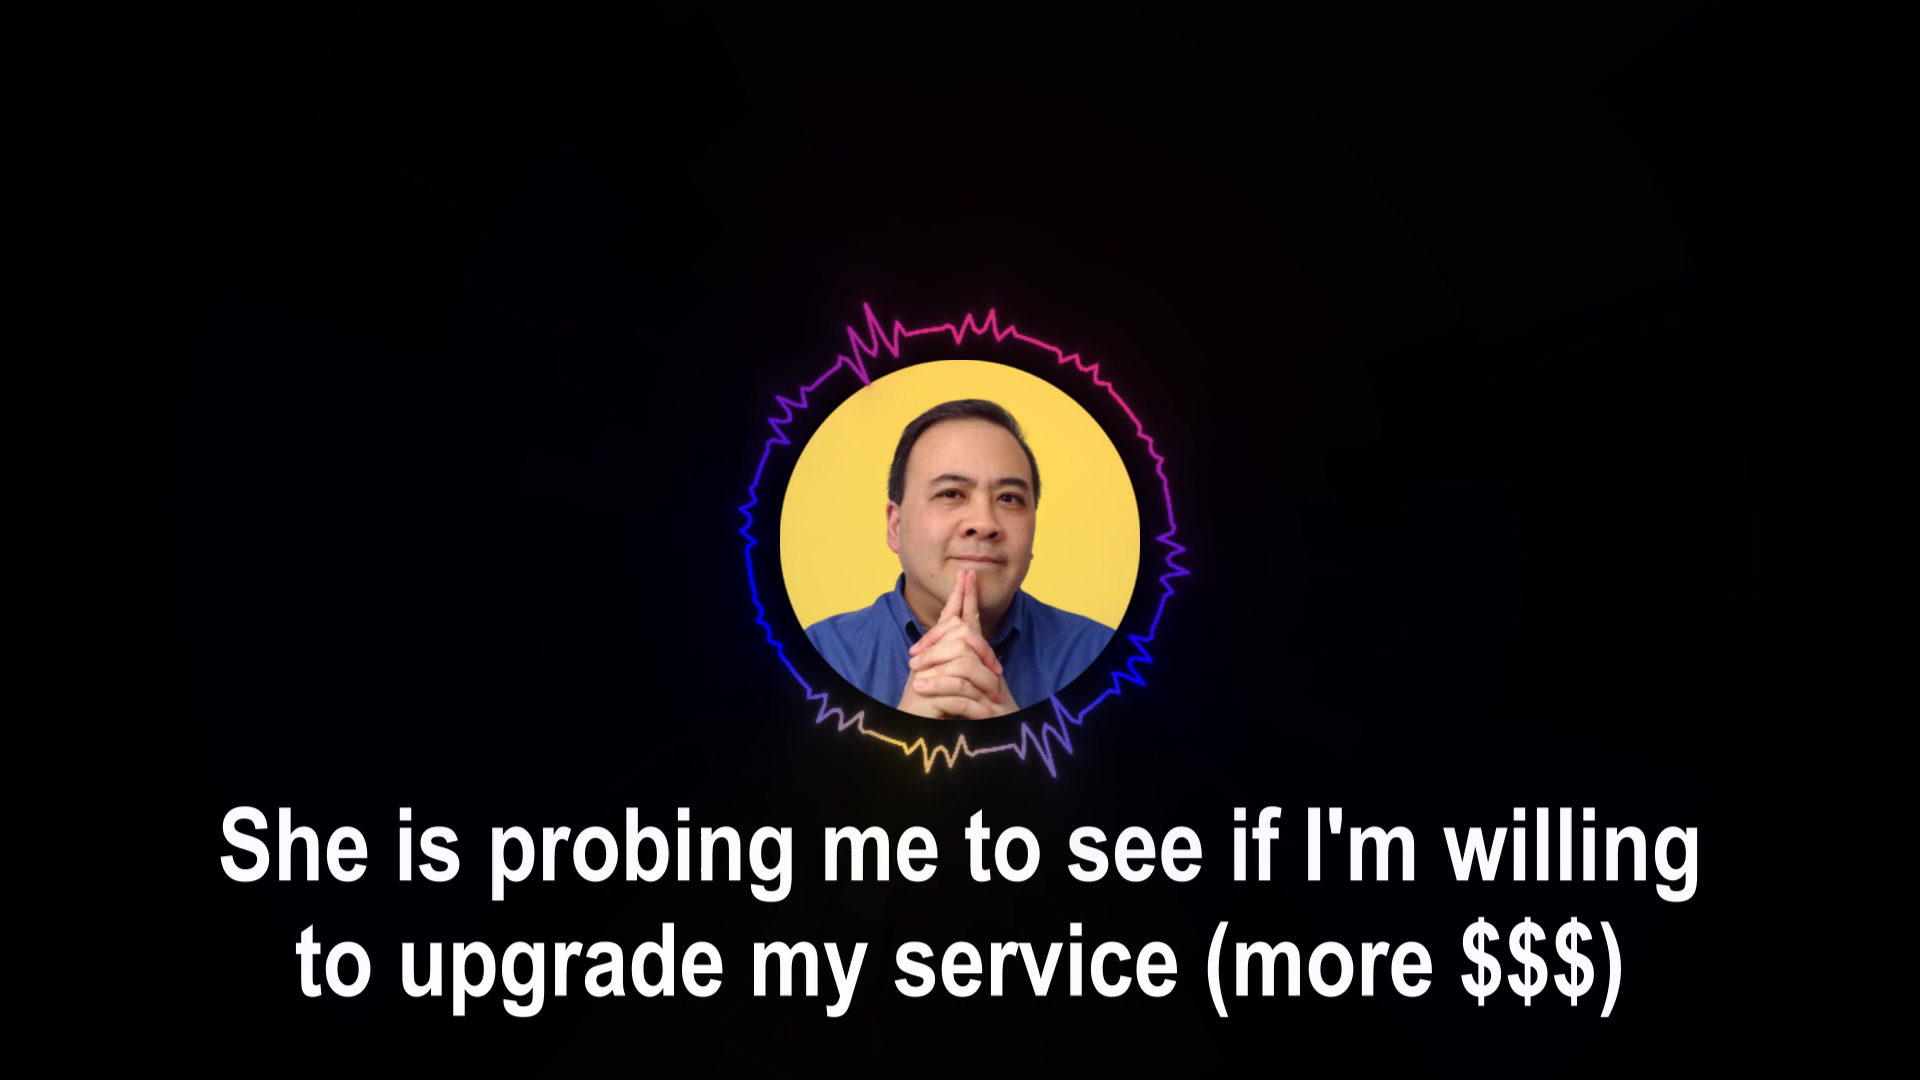 She is probing me to see if I'm willing
to upgrade my service (more $$$)